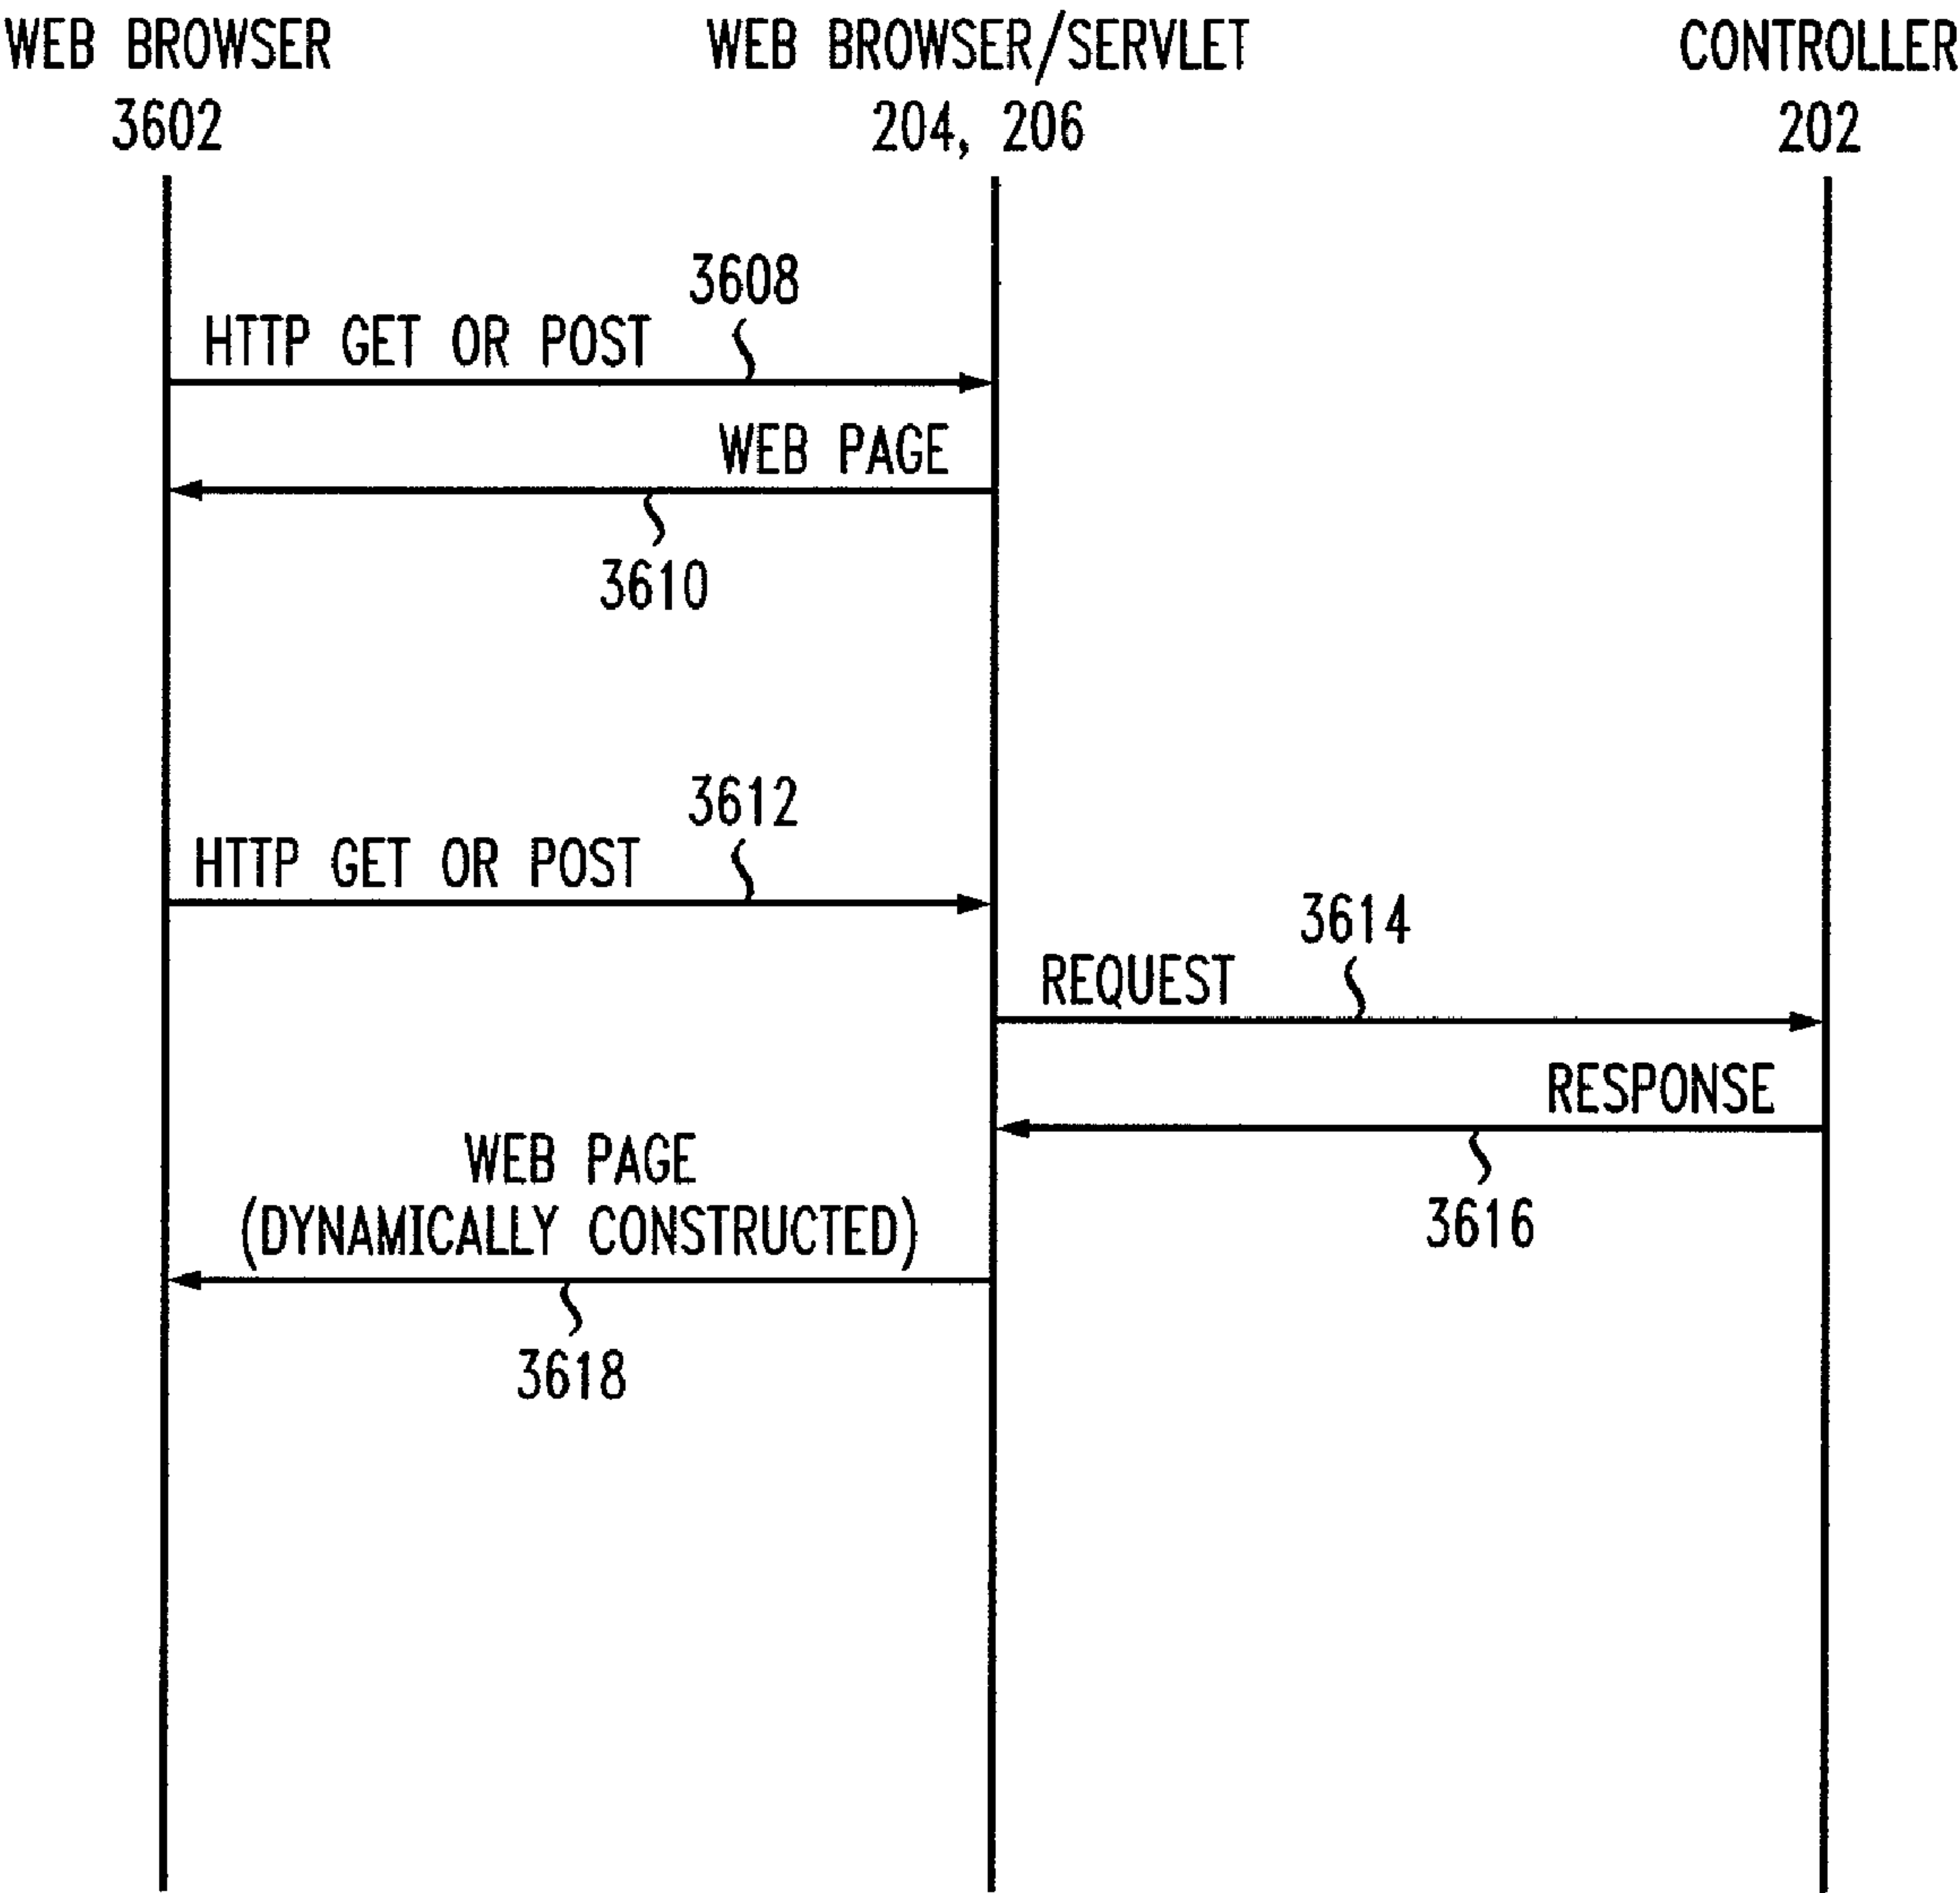 WEB BROWSER
3602
WEB BROWSER/SERVLET
204, 206
CONTROLLER
202
3608
HTTP GET OR POST
WEB PAGE
3610
3612
HTTP GET OR POST
3614
REQUEST
RESPONSE
3616
WEB PAGE
(DYNAMICALLY CONSTRUCTED)
3618